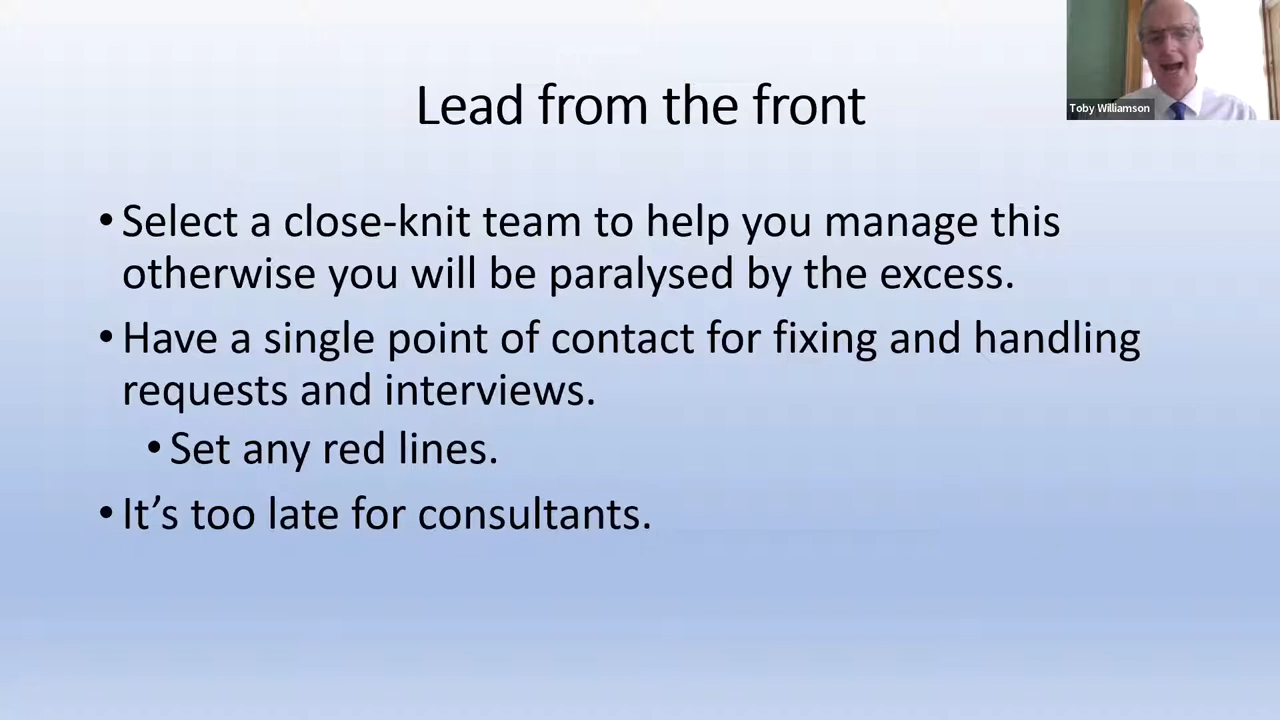 Lead from the front
Toby Williamson
• Select a close-knit team to help you manage this
otherwise you will be paralysed by the excess.
• Have a single point of contact for fixing and handling
requests and interviews.
• Set any red lines.
• It’s too late for consultants.